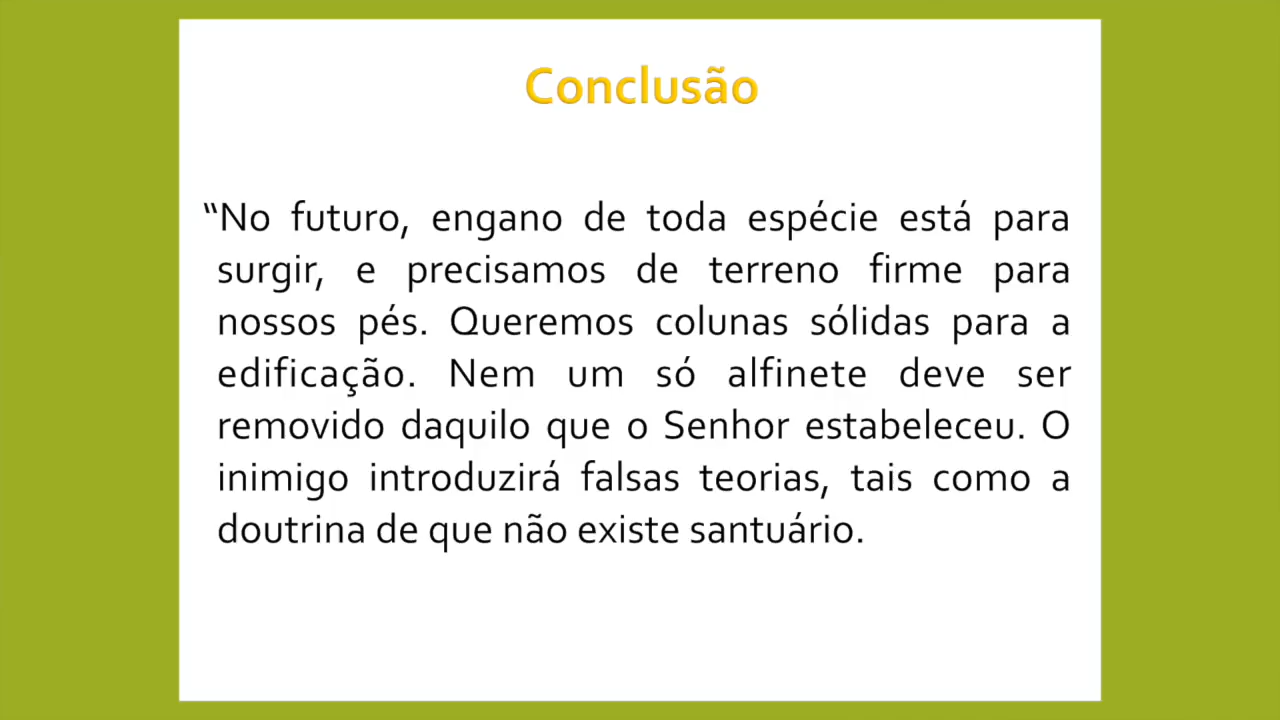 Conclusão
“No futuro, engano de toda espécie está para
surgir, e precisamos de terreno firme para
nossos pés. Queremos colunas sólidas para a
edificação. Nem um só alfinete deve ser
removido daquilo que o Senhor estabeleceu. O
inimigo introduzirá falsas teorias, tais como a
doutrina de que não existe santuário.